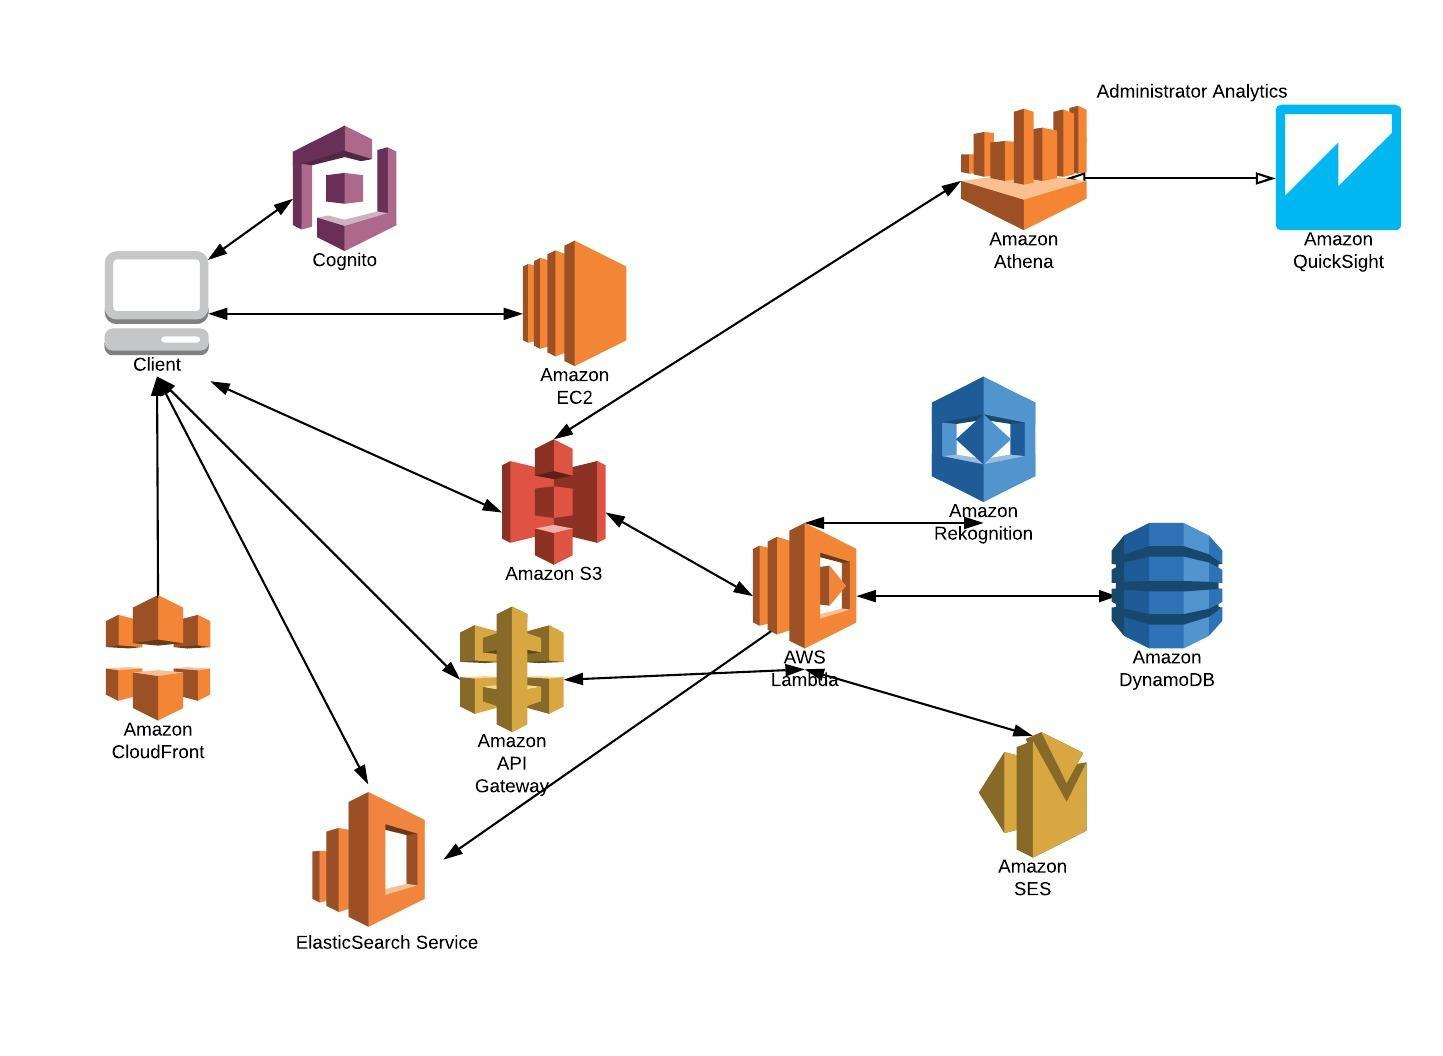 Administrator Analytics
Cognito
Amazon
Athena
Amazon
QuickSight
Client
Amazon
EC2
Amazon S3
Amazon
Rekognition
AWS
Lambda
Amazon
DynamoDB
Amazon
CloudFront
Amazon
API
Gateway
Amazon
SES
ElasticSearch Service